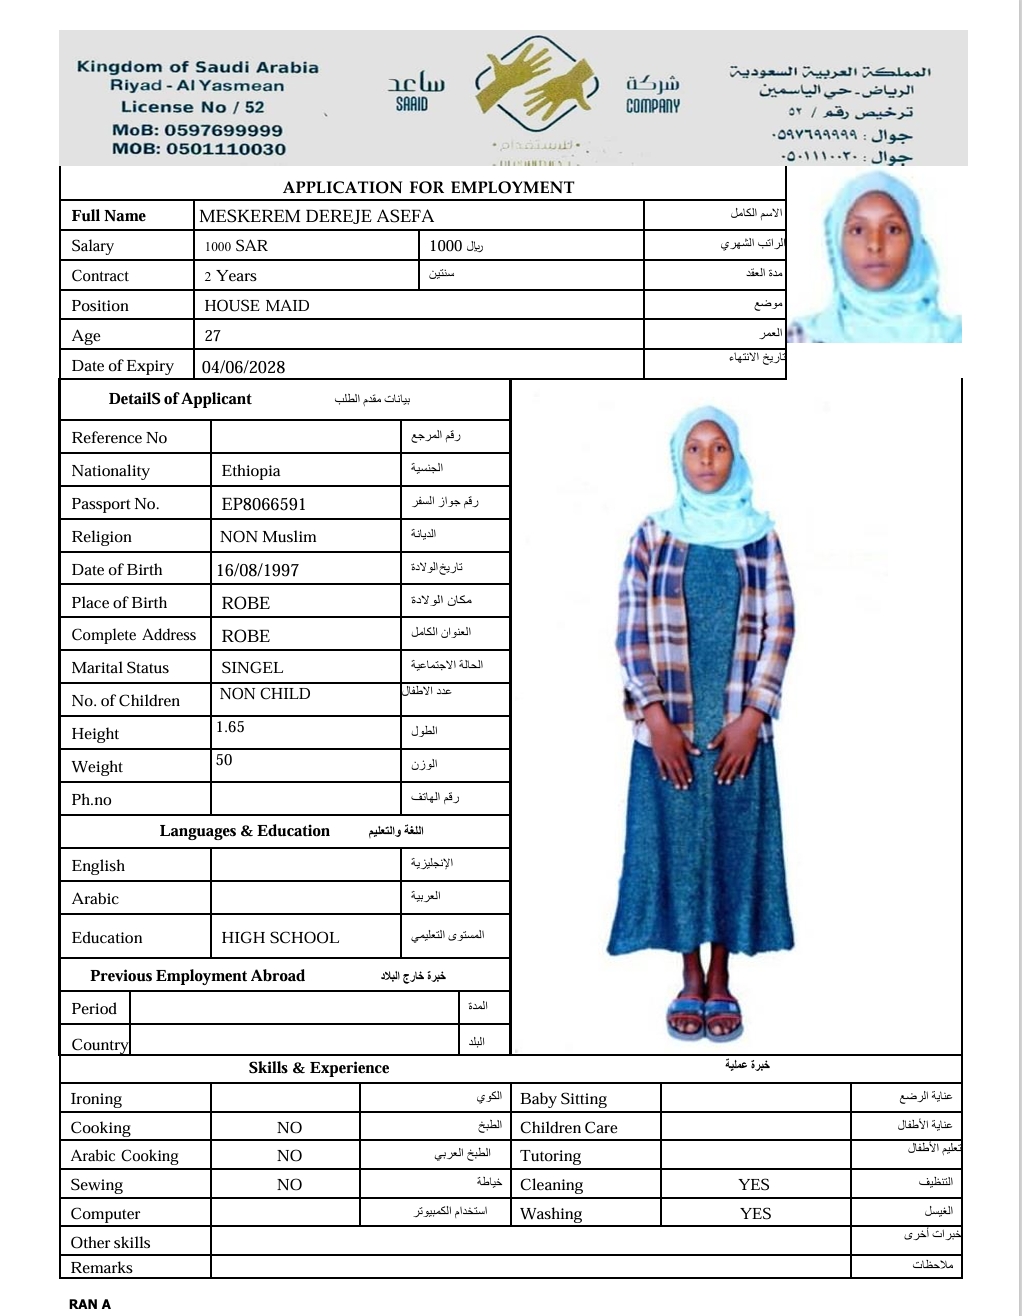 Kingdom of Saudi Arabia
Riyad - Al Yasmean
License No / 52
MoB: 0597699999
MOB: 0501110030
ساعد
SAAID
شركة
COMPANY
المملكة العربية السعودية
الرياض - حي الياسمين
ترخيص رقم / ٥٢
جوال : ٠٥٩٧٦٩٩٩٩٩
جوال : ٠٥٠١١١٠٠٣٠
APPLICATION FOR EMPLOYMENT
Full Name MESKEREM DEREJE ASEFA الاسم الكامل
Salary 1000 SAR 1000 ريال الراتب الشهري
Contract 2 Years سنتين مدة العقد
Position HOUSE MAID موضع
Age 27 العمر
Date of Expiry 04/06/2028 تاريخ الانتهاء
DetailS of Applicant بيانات مقدم الطلب
Reference No رقم المرجع
Nationality Ethiopia الجنسية
Passport No. EP8066591 رقم جواز السفر
Religion NON Muslim الديانة
Date of Birth 16/08/1997 تاريخ الولادة
Place of Birth ROBE مكان الولادة
Complete Address ROBE العنوان الكامل
Marital Status SINGEL الحالة الاجتماعية
No. of Children NON CHILD عدد الاطفال
Height 1.65 الطول
Weight 50 الوزن
Ph.no رقم الهاتف
Languages & Education اللغة والتعليم
English الإنجليزية
Arabic العربية
Education HIGH SCHOOL المستوى التعليمي
Previous Employment Abroad خبرة خارج البلاد
Period المدة
Country البلد
Skills & Experience خبرة عملية
Ironing الكوي Baby Sitting عناية الرضع
Cooking NO الطبخ Children Care عناية الأطفال
Arabic Cooking NO الطبخ العربي Tutoring تعليم الأطفال
Sewing NO خياطة Cleaning YES التنظيف
Computer استخدام الكمبيوتر Washing YES الغيسل
Other skills خبرات أخرى
Remarks ملاحظات
RAN A